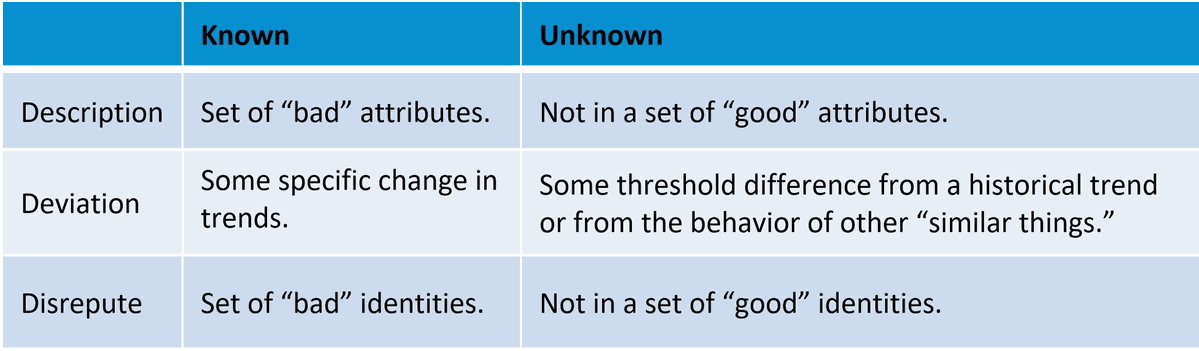 Known Unknown
Description Set of “bad” attributes. Not in a set of “good” attributes.
Deviation Some specific change in
trends. Some threshold difference from a historical trend
or from the behavior of other “similar things.”
Disrepute Set of “bad” identities. Not in a set of “good” identities.